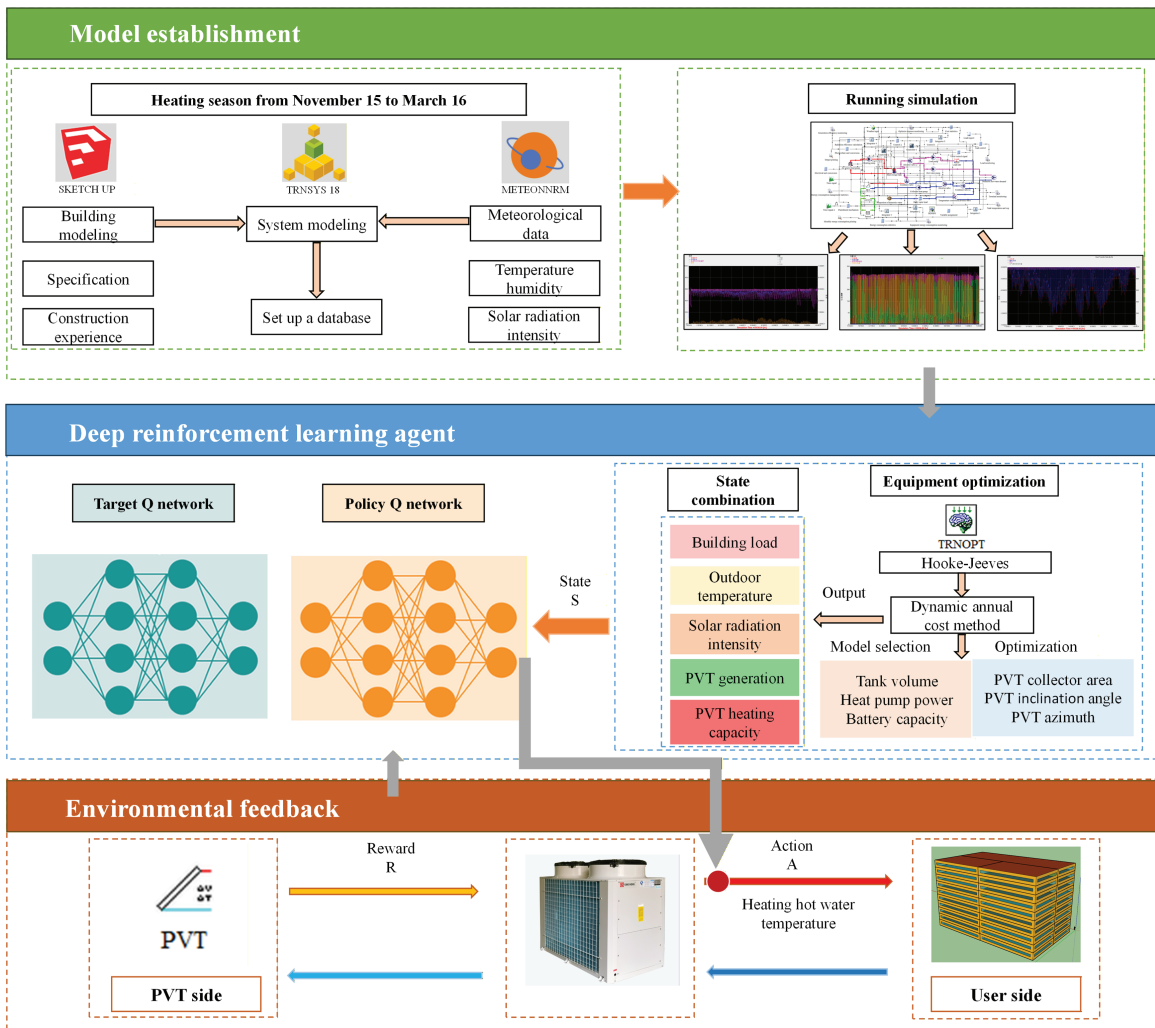 Model establishment
Heating season from November 15 to March 16
SKETCH UP
TRNSYS 18
METEONNRM
Building
modeling
System modeling
Meteorological
data
Specification
Temperature
humidity
Construction
experience
Set up a database
Solar radiation
intensity
Running simulation
Deep reinforcement learning agent
Target Q network
Policy Q network
State
S
State
combination
Building load
Outdoor
temperature
Solar radiation
intensity
PVT generation
PVT heating
capacity
Equipment optimization
TRNOPT
Hooke-Jeeves
Output
Dynamic annual
cost method
Model selection
Optimization
Tank volume
Heat pump power
Battery capacity
PVT collector area
PVT inclination angle
PVT azimuth
Environmental feedback
PVT
PVT side
Reward
R
Action
A
Heating hot water
temperature
User side